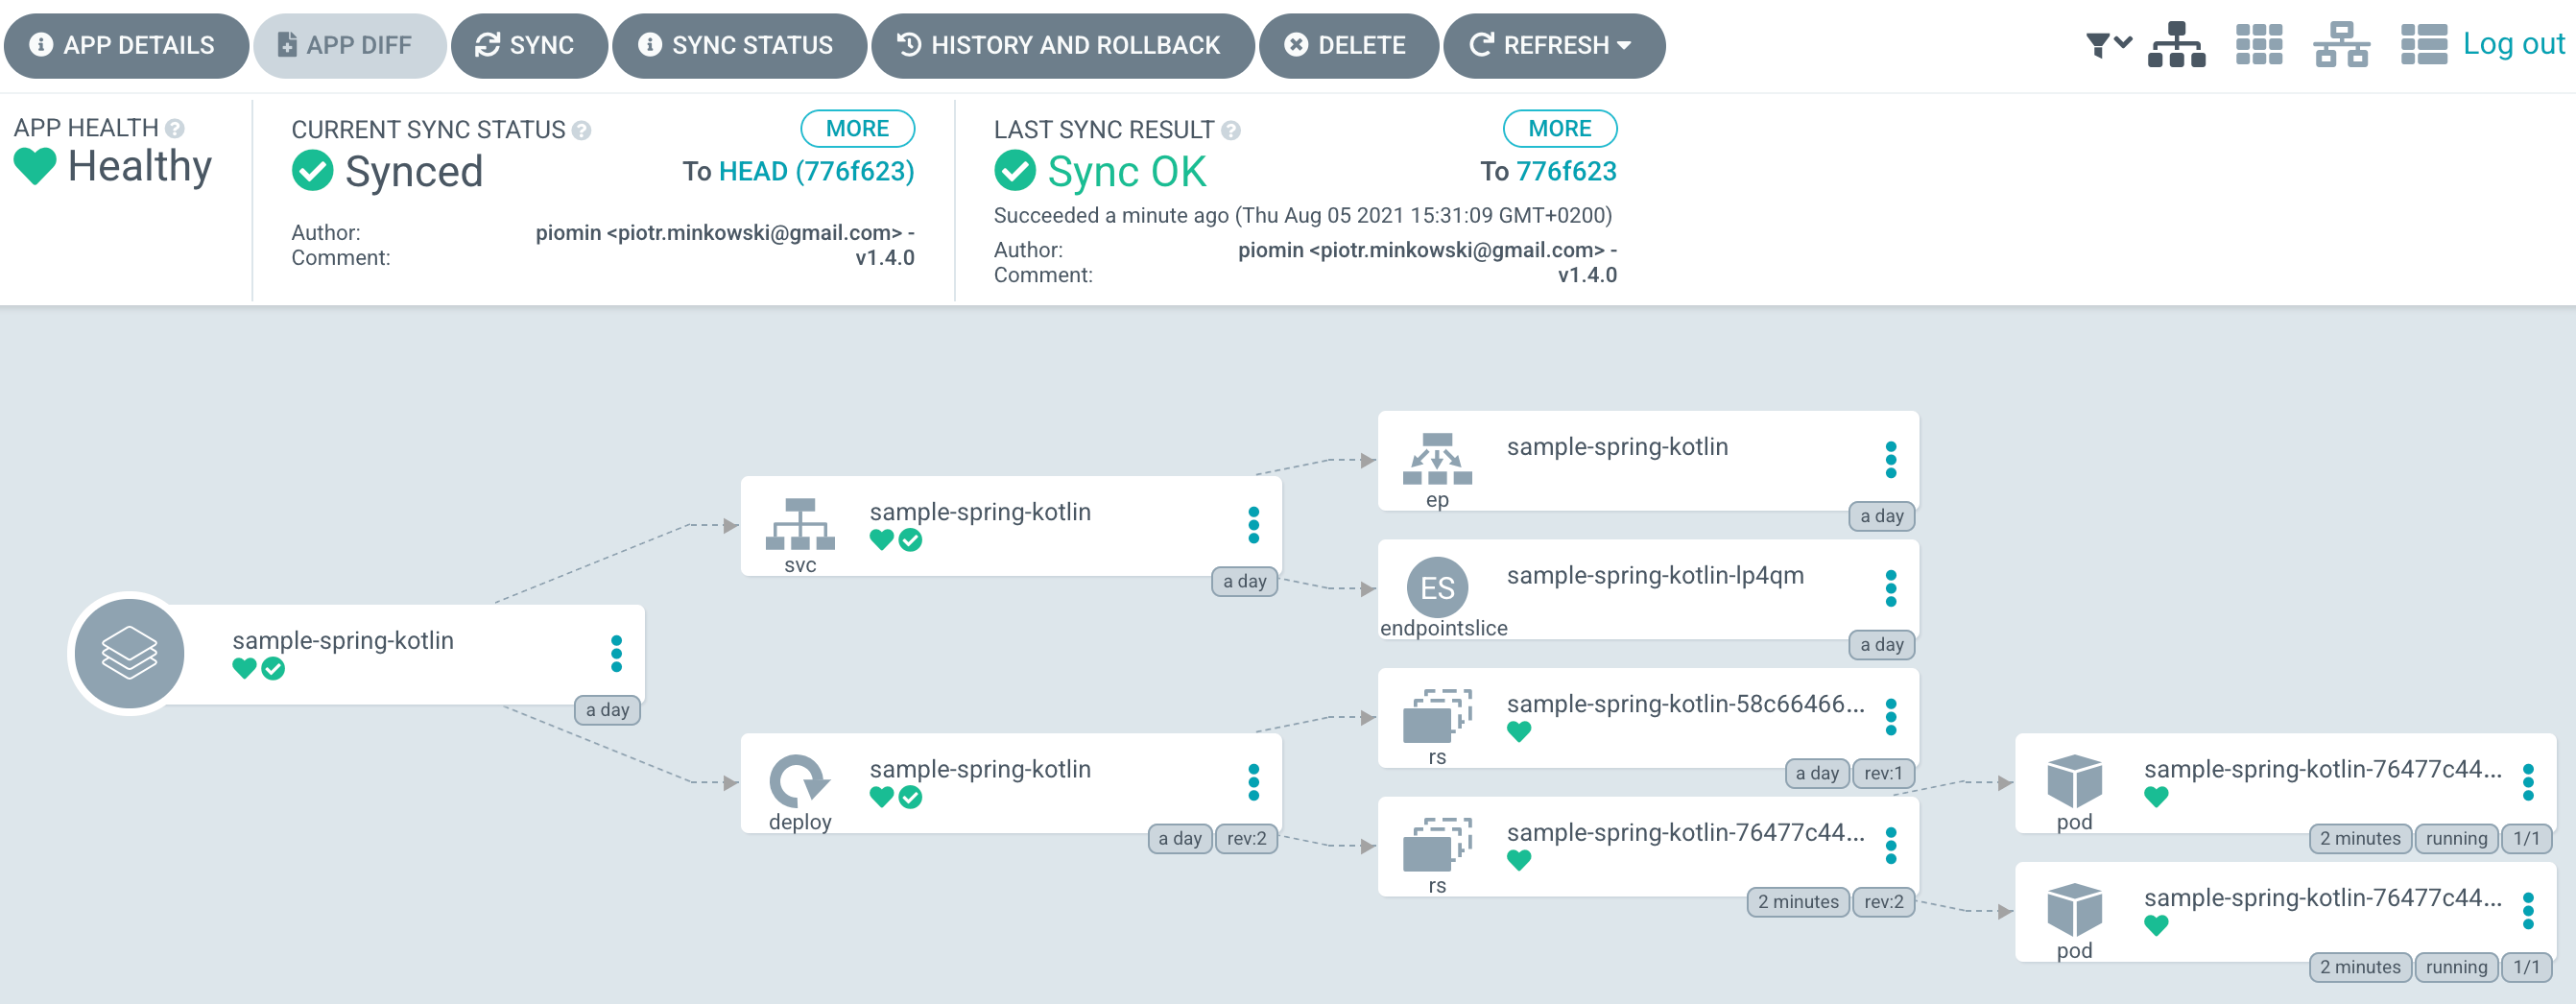 APP DETAILS
APP DIFF
SYNC
SYNC STATUS
HISTORY AND ROLLBACK
DELETE
REFRESH
Log out
APP HEALTH
Healthy
CURRENT SYNC STATUS
MORE
Synced
To HEAD (776f623)
Author: piomin <piotr.minkowski@gmail.com> -
Comment: v1.4.0
LAST SYNC RESULT
MORE
Sync OK
To 776f623
Succeeded a minute ago (Thu Aug 05 2021 15:31:09 GMT+0200)
Author: piomin <piotr.minkowski@gmail.com> -
Comment: v1.4.0
sample-spring-kotlin
a day
sample-spring-kotlin
svc
a day
sample-spring-kotlin
deploy
a day rev:2
sample-spring-kotlin
ep
a day
ES
sample-spring-kotlin-lp4qm
endpointslice
a day
sample-spring-kotlin-58c66466...
rs
a day rev:1
sample-spring-kotlin-76477c44...
rs
2 minutes rev:2
sample-spring-kotlin-76477c44...
pod
2 minutes running 1/1
sample-spring-kotlin-76477c44...
pod
2 minutes running 1/1